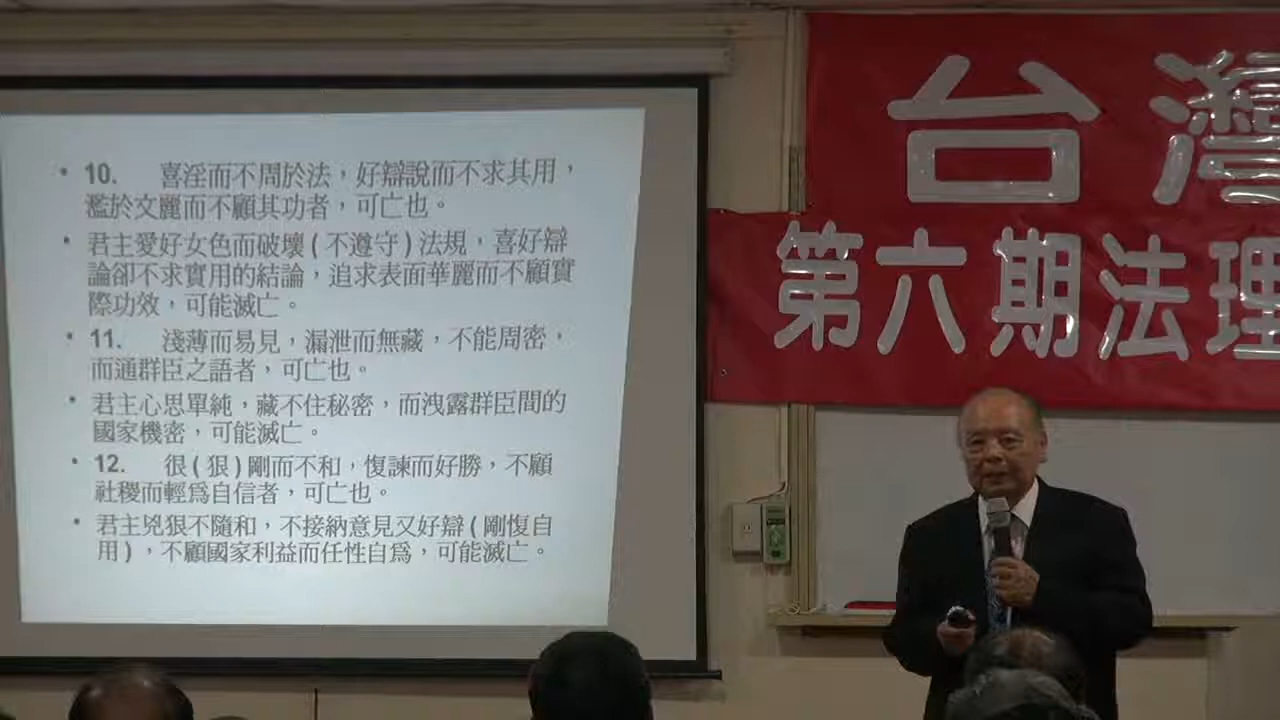 • 10. 喜淫而不周於法，好辯說而不求其用，
濫於文麗而不顧其功者，可亡也。
• 君主愛好女色而破壞(不遵守)法規，喜好辯
論卻不求實用的結論，追求表面華麗而不顧實
際功效，可能滅亡。
• 11. 淺薄而易見，漏泄而無藏，不能周密，
而通群臣之語者，可亡也。
• 君主心思單純，藏不住秘密，而洩露群臣間的
國家機密，可能滅亡。
• 12. 很(狠)剛而不和，愎諫而好勝，不顧
社稷而輕為自信者，可亡也。
• 君主兇狠不隨和，不接納意見又好辯(剛愎自
用)，不顧國家利益而任性自為，可能滅亡。
台灣
第六期法理